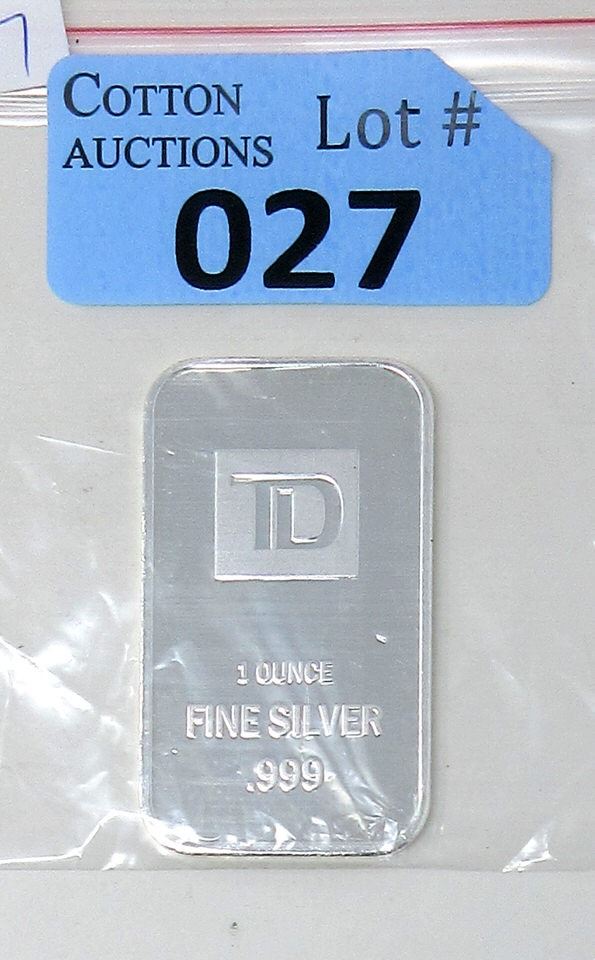 COTTON
AUCTIONS
Lot #
027
TD
1 OUNCE
FINE SILVER
.999